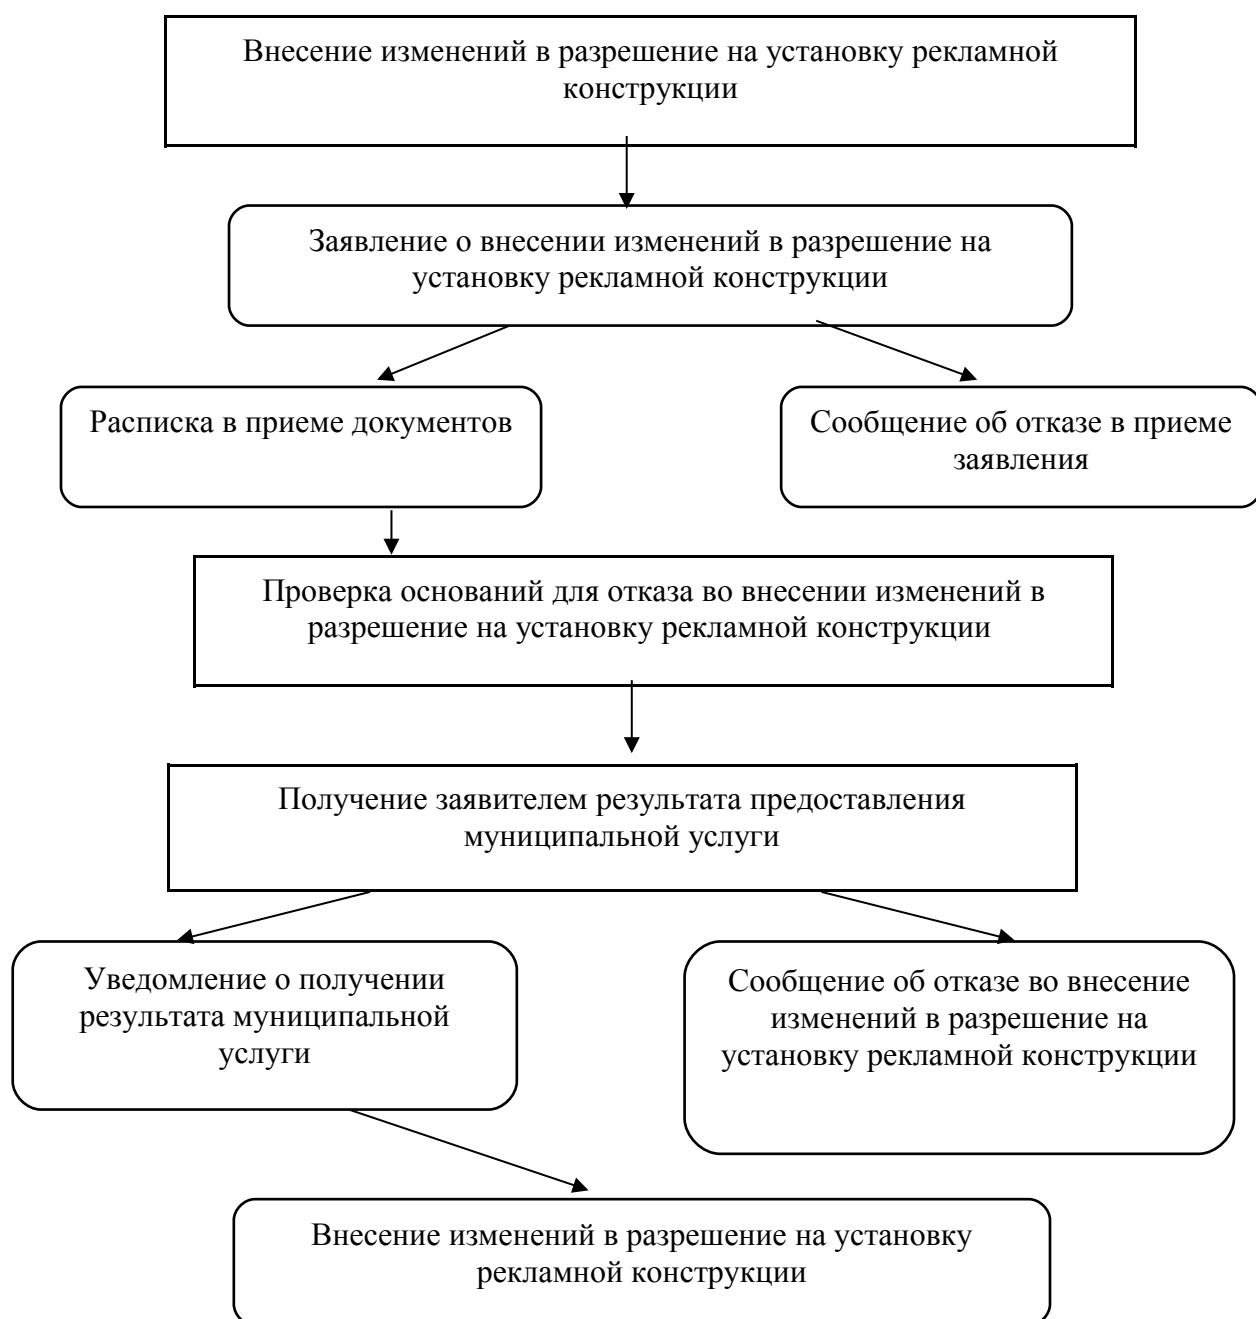 Внесение изменений в разрешение на установку рекламной
конструкции
Заявление о внесении изменений в разрешение на
установку рекламной конструкции
Расписка в приеме документов
Сообщение об отказе в приеме
заявления
Проверка оснований для отказа во внесении изменений в
разрешение на установку рекламной конструкции
Получение заявителем результата предоставления
муниципальной услуги
Уведомление о получении
результата муниципальной
услуги
Сообщение об отказе во внесение
изменений в разрешение на
установку рекламной конструкции
Внесение изменений в разрешение на установку
рекламной конструкции